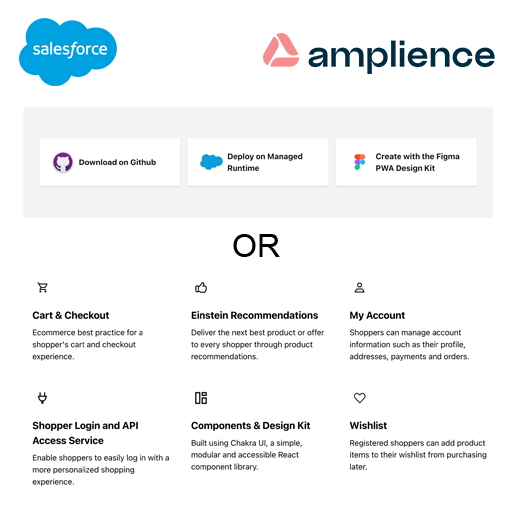 salesforce
amplience
Download on Github
Deploy on Managed
Runtime
Create with the Figma
PWA Design Kit
OR
Cart & Checkout
Ecommerce best practice for a
shopper's cart and checkout
experience.
Einstein Recommendations
Deliver the next best product or offer
to every shopper through product
recommendations.
My Account
Shoppers can manage account
information such as their profile,
addresses, payments and orders.
Shopper Login and API
Access Service
Enable shoppers to easily log in with a
more personalized shopping
experience.
Components & Design Kit
Built using Chakra UI, a simple,
modular and accessible React
component library.
Wishlist
Registered shoppers can add product
items to their wishlist from purchasing
later.